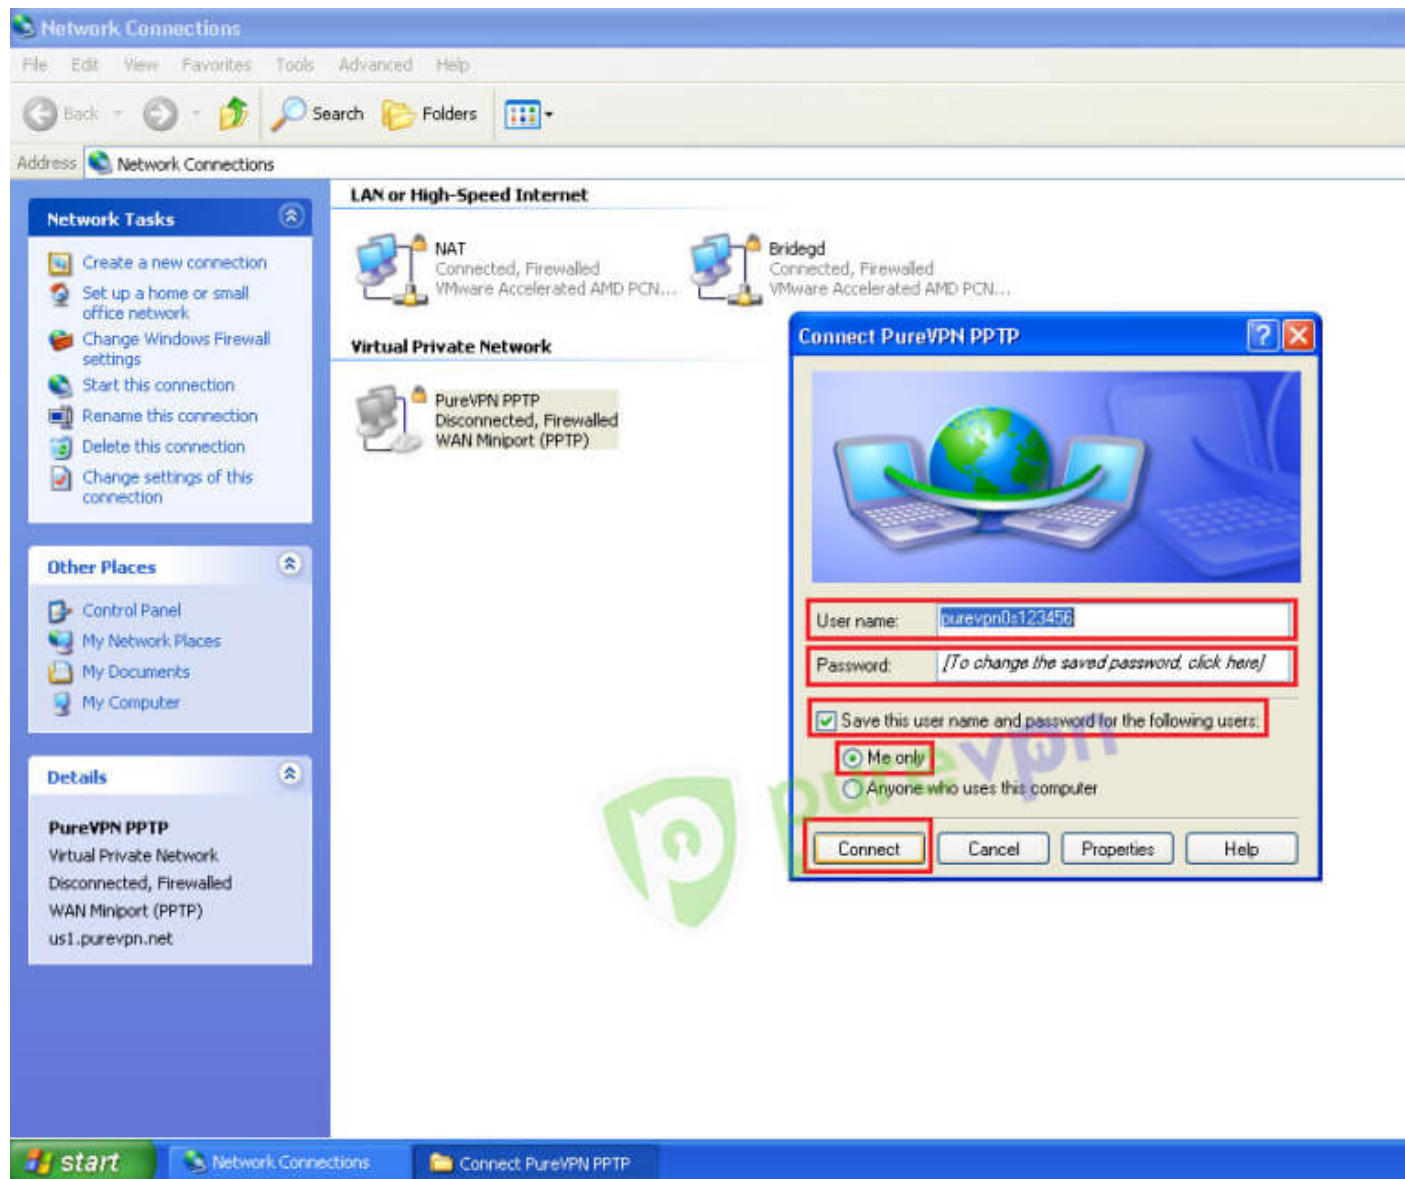 Network Connections
File Edit View Favorites Tools Advanced Help
Back Search Folders
Address Network Connections
Network Tasks
Create a new connection
Set up a home or small
office network
Change Windows Firewall
settings
Start this connection
Rename this connection
Delete this connection
Change settings of this
connection
Other Places
Control Panel
My Network Places
My Documents
My Computer
Details
PureVPN PPTP
Virtual Private Network
Disconnected, Firewalled
WAN Miniport (PPTP)
us1.purevpn.net
LAN or High-Speed Internet
NAT
Connected, Firewalled
VMware Accelerated AMD PCN...
Bridegd
Connected, Firewalled
VMware Accelerated AMD PCN...
Virtual Private Network
PureVPN PPTP
Disconnected, Firewalled
WAN Miniport (PPTP)
Connect PureVPN PPTP
User name: purevpn0s123456
Password: [To change the saved password, click here]
Save this user name and password for the following users:
Me only
Anyone who uses this computer
Connect Cancel Properties Help
purevpn
start Network Connections Connect PureVPN PPTP